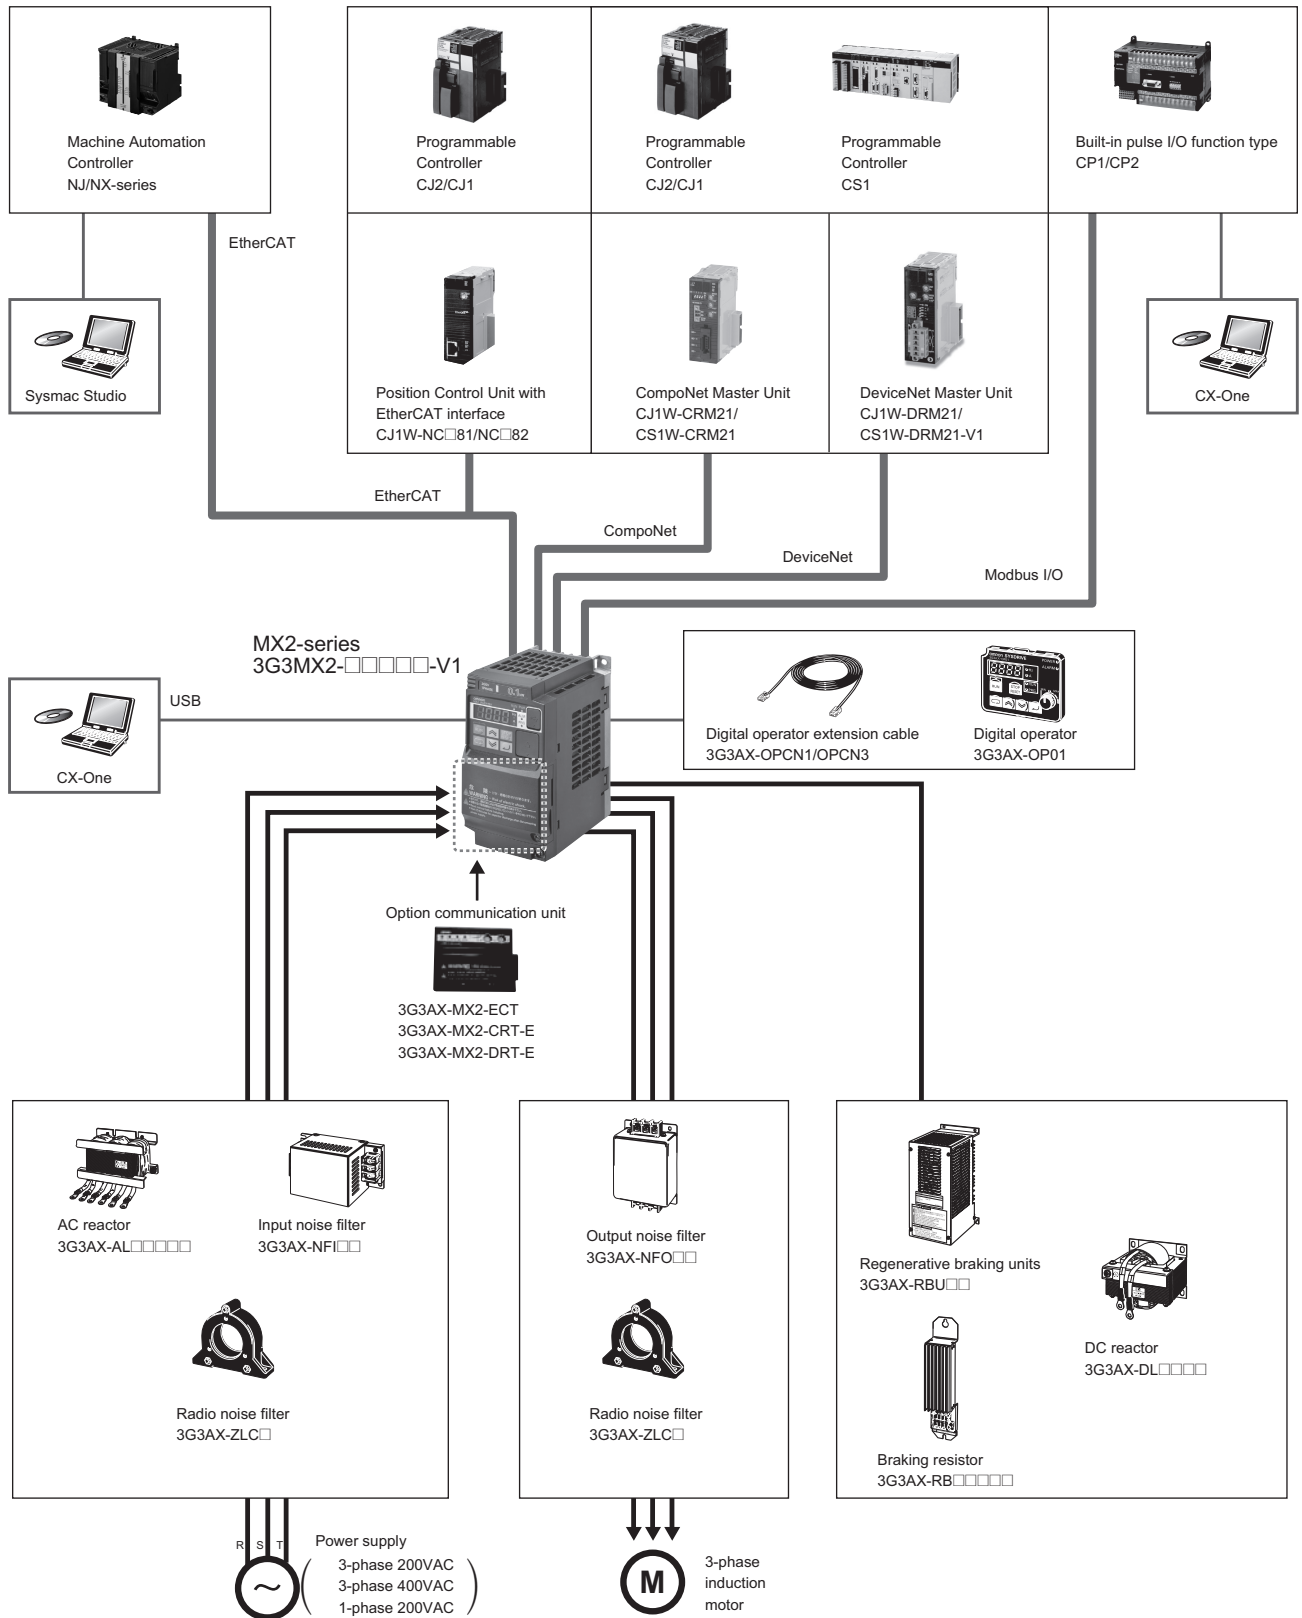 Machine Automation
Controller
NJ/NX-series
Programmable
Controller
CJ2/CJ1
Programmable
Controller
CJ2/CJ1
Programmable
Controller
CS1
Built-in pulse I/O function type
CP1/CP2
EtherCAT
Sysmac Studio
Position Control Unit with
EtherCAT interface
CJ1W-NC□81/NC□82
CompoNet Master Unit
CJ1W-CRM21/
CS1W-CRM21
DeviceNet Master Unit
CJ1W-DRM21/
CS1W-DRM21-V1
CX-One
EtherCAT
CompoNet
DeviceNet
Modbus I/O
MX2-series
3G3MX2-□□□□□-V1
USB
CX-One
Digital operator extension cable
3G3AX-OPCN1/OPCN3
Digital operator
3G3AX-OP01
Option communication unit
3G3AX-MX2-ECT
3G3AX-MX2-CRT-E
3G3AX-MX2-DRT-E
AC reactor
3G3AX-AL□□□□□
Input noise filter
3G3AX-NFI□□
Radio noise filter
3G3AX-ZLC□
Output noise filter
3G3AX-NFO□□
Radio noise filter
3G3AX-ZLC□
Regenerative braking units
3G3AX-RBU□□
DC reactor
3G3AX-DL□□□□
Braking resistor
3G3AX-RB□□□□□
R S T
Power supply
3-phase 200VAC
3-phase 400VAC
1-phase 200VAC
M
3-phase
induction
motor